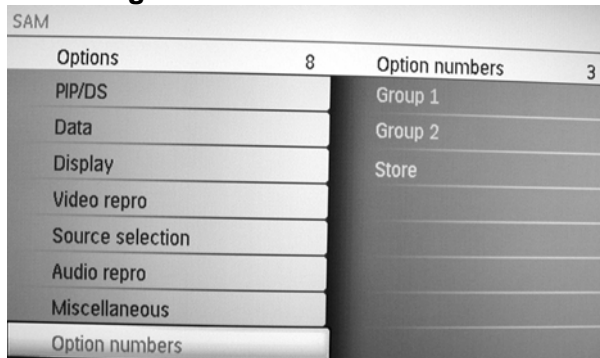 SAM
Options 8
PIP/DS
Data
Display
Video repro
Source selection
Audio repro
Miscellaneous
Option numbers
Option numbers 3
Group 1
Group 2
Store